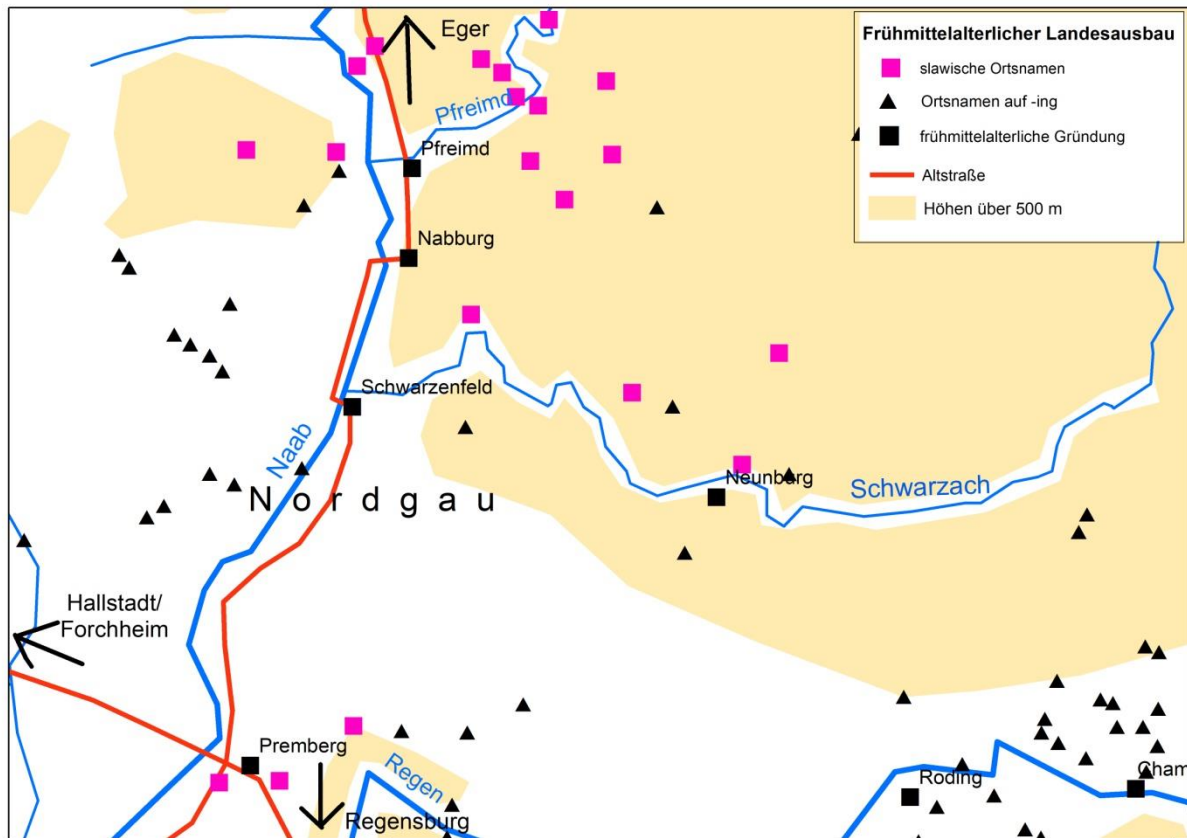 Eger
Pfreimd
Pfreimd
Nabburg
Schwarzenfeld
Naab
Nordgau
Neunburg
Schwarzach
Hallstadt/
Forchheim
Premberg
Regen
Regensburg
Roding
Cham
Frühmittelalterlicher Landesausbau
slawische Ortsnamen
Ortsnamen auf -ing
frühmittelalterliche Gründung
Altstraße
Höhen über 500 m